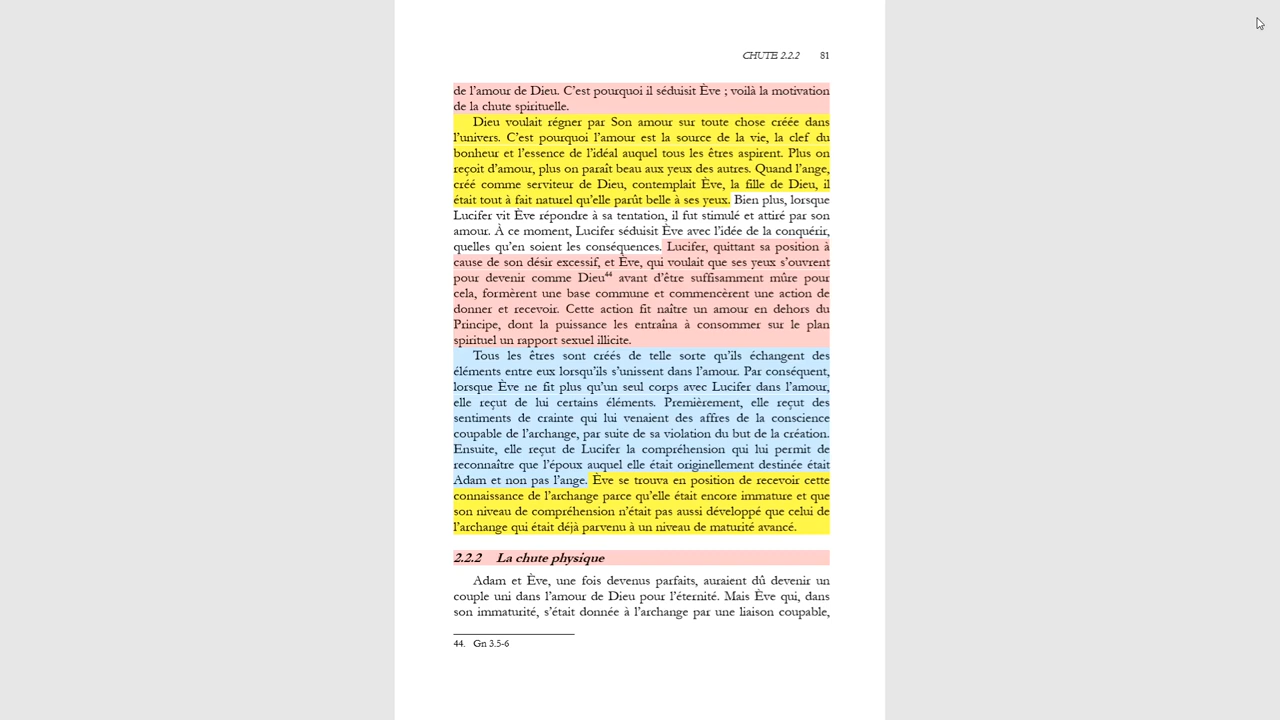 CHUTE 2.2.2 81
de l’amour de Dieu. C’est pourquoi il séduisit Ève ; voilà la motivation
de la chute spirituelle.
Dieu voulait régner par Son amour sur toute chose créée dans
l’univers. C’est pourquoi l’amour est la source de la vie, la clef du
bonheur et l’essence de l’idéal auquel tous les êtres aspirent. Plus on
reçoit d’amour, plus on paraît beau aux yeux des autres. Quand l’ange,
créé comme serviteur de Dieu, contemplait Ève, la fille de Dieu, il
était tout à fait naturel qu’elle parût belle à ses yeux. Bien plus, lorsque
Lucifer vit Ève répondre à sa tentation, il fut stimulé et attiré par son
amour. À ce moment, Lucifer séduisit Ève avec l’idée de la conquérir,
quelles qu’en soient les conséquences. Lucifer, quittant sa position à
cause de son désir excessif, et Ève, qui voulait que ses yeux s’ouvrent
pour devenir comme Dieu44 avant d’être suffisamment mûre pour
cela, formèrent une base commune et commencèrent une action de
donner et recevoir. Cette action fit naître un amour en dehors du
Principe, dont la puissance les entraîna à consommer sur le plan
spirituel un rapport sexuel illicite.
Tous les êtres sont créés de telle sorte qu’ils échangent des
éléments entre eux lorsqu’ils s’unissent dans l’amour. Par conséquent,
lorsque Ève ne fit plus qu’un seul corps avec Lucifer dans l’amour,
elle reçut de lui certains éléments. Premièrement, elle reçut des
sentiments de crainte qui lui venaient des affres de la conscience
coupable de l’archange, par suite de sa violation du but de la création.
Ensuite, elle reçut de Lucifer la compréhension qui lui permit de
reconnaître que l’époux auquel elle était originellement destinée était
Adam et non pas l’ange. Ève se trouva en position de recevoir cette
connaissance de l’archange parce qu’elle était encore immature et que
son niveau de compréhension n’était pas aussi développé que celui de
l’archange qui était déjà parvenu à un niveau de maturité avancé.
2.2.2 La chute physique
Adam et Ève, une fois devenus parfaits, auraient dû devenir un
couple uni dans l’amour de Dieu pour l’éternité. Mais Ève qui, dans
son immaturité, s’était donnée à l’archange par une liaison coupable,
44. Gn 3.5-6